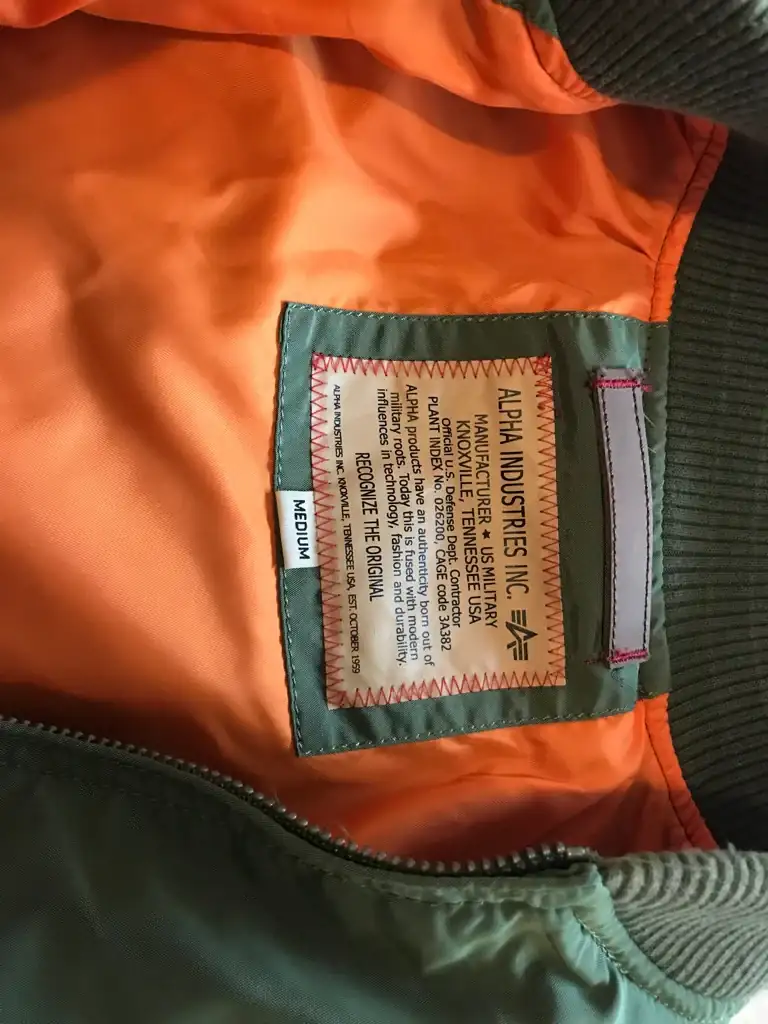 ALPHA INDUSTRIES INC.
MANUFACTURER ★ US MILITARY
KNOXVILLE, TENNESSEE USA
Official U.S. Defense Dept. Contractor
PLANT INDEX No. 026200, CAGE code 3A382
ALPHA products have an authenticity born out of
military roots. Today this is fused with modern
influences in technology, fashion and durability.
RECOGNIZE THE ORIGINAL
ALPHA INDUSTRIES INC. KNOXVILLE, TENNESSEE USA, EST. OCTOBER 1959
MEDIUM